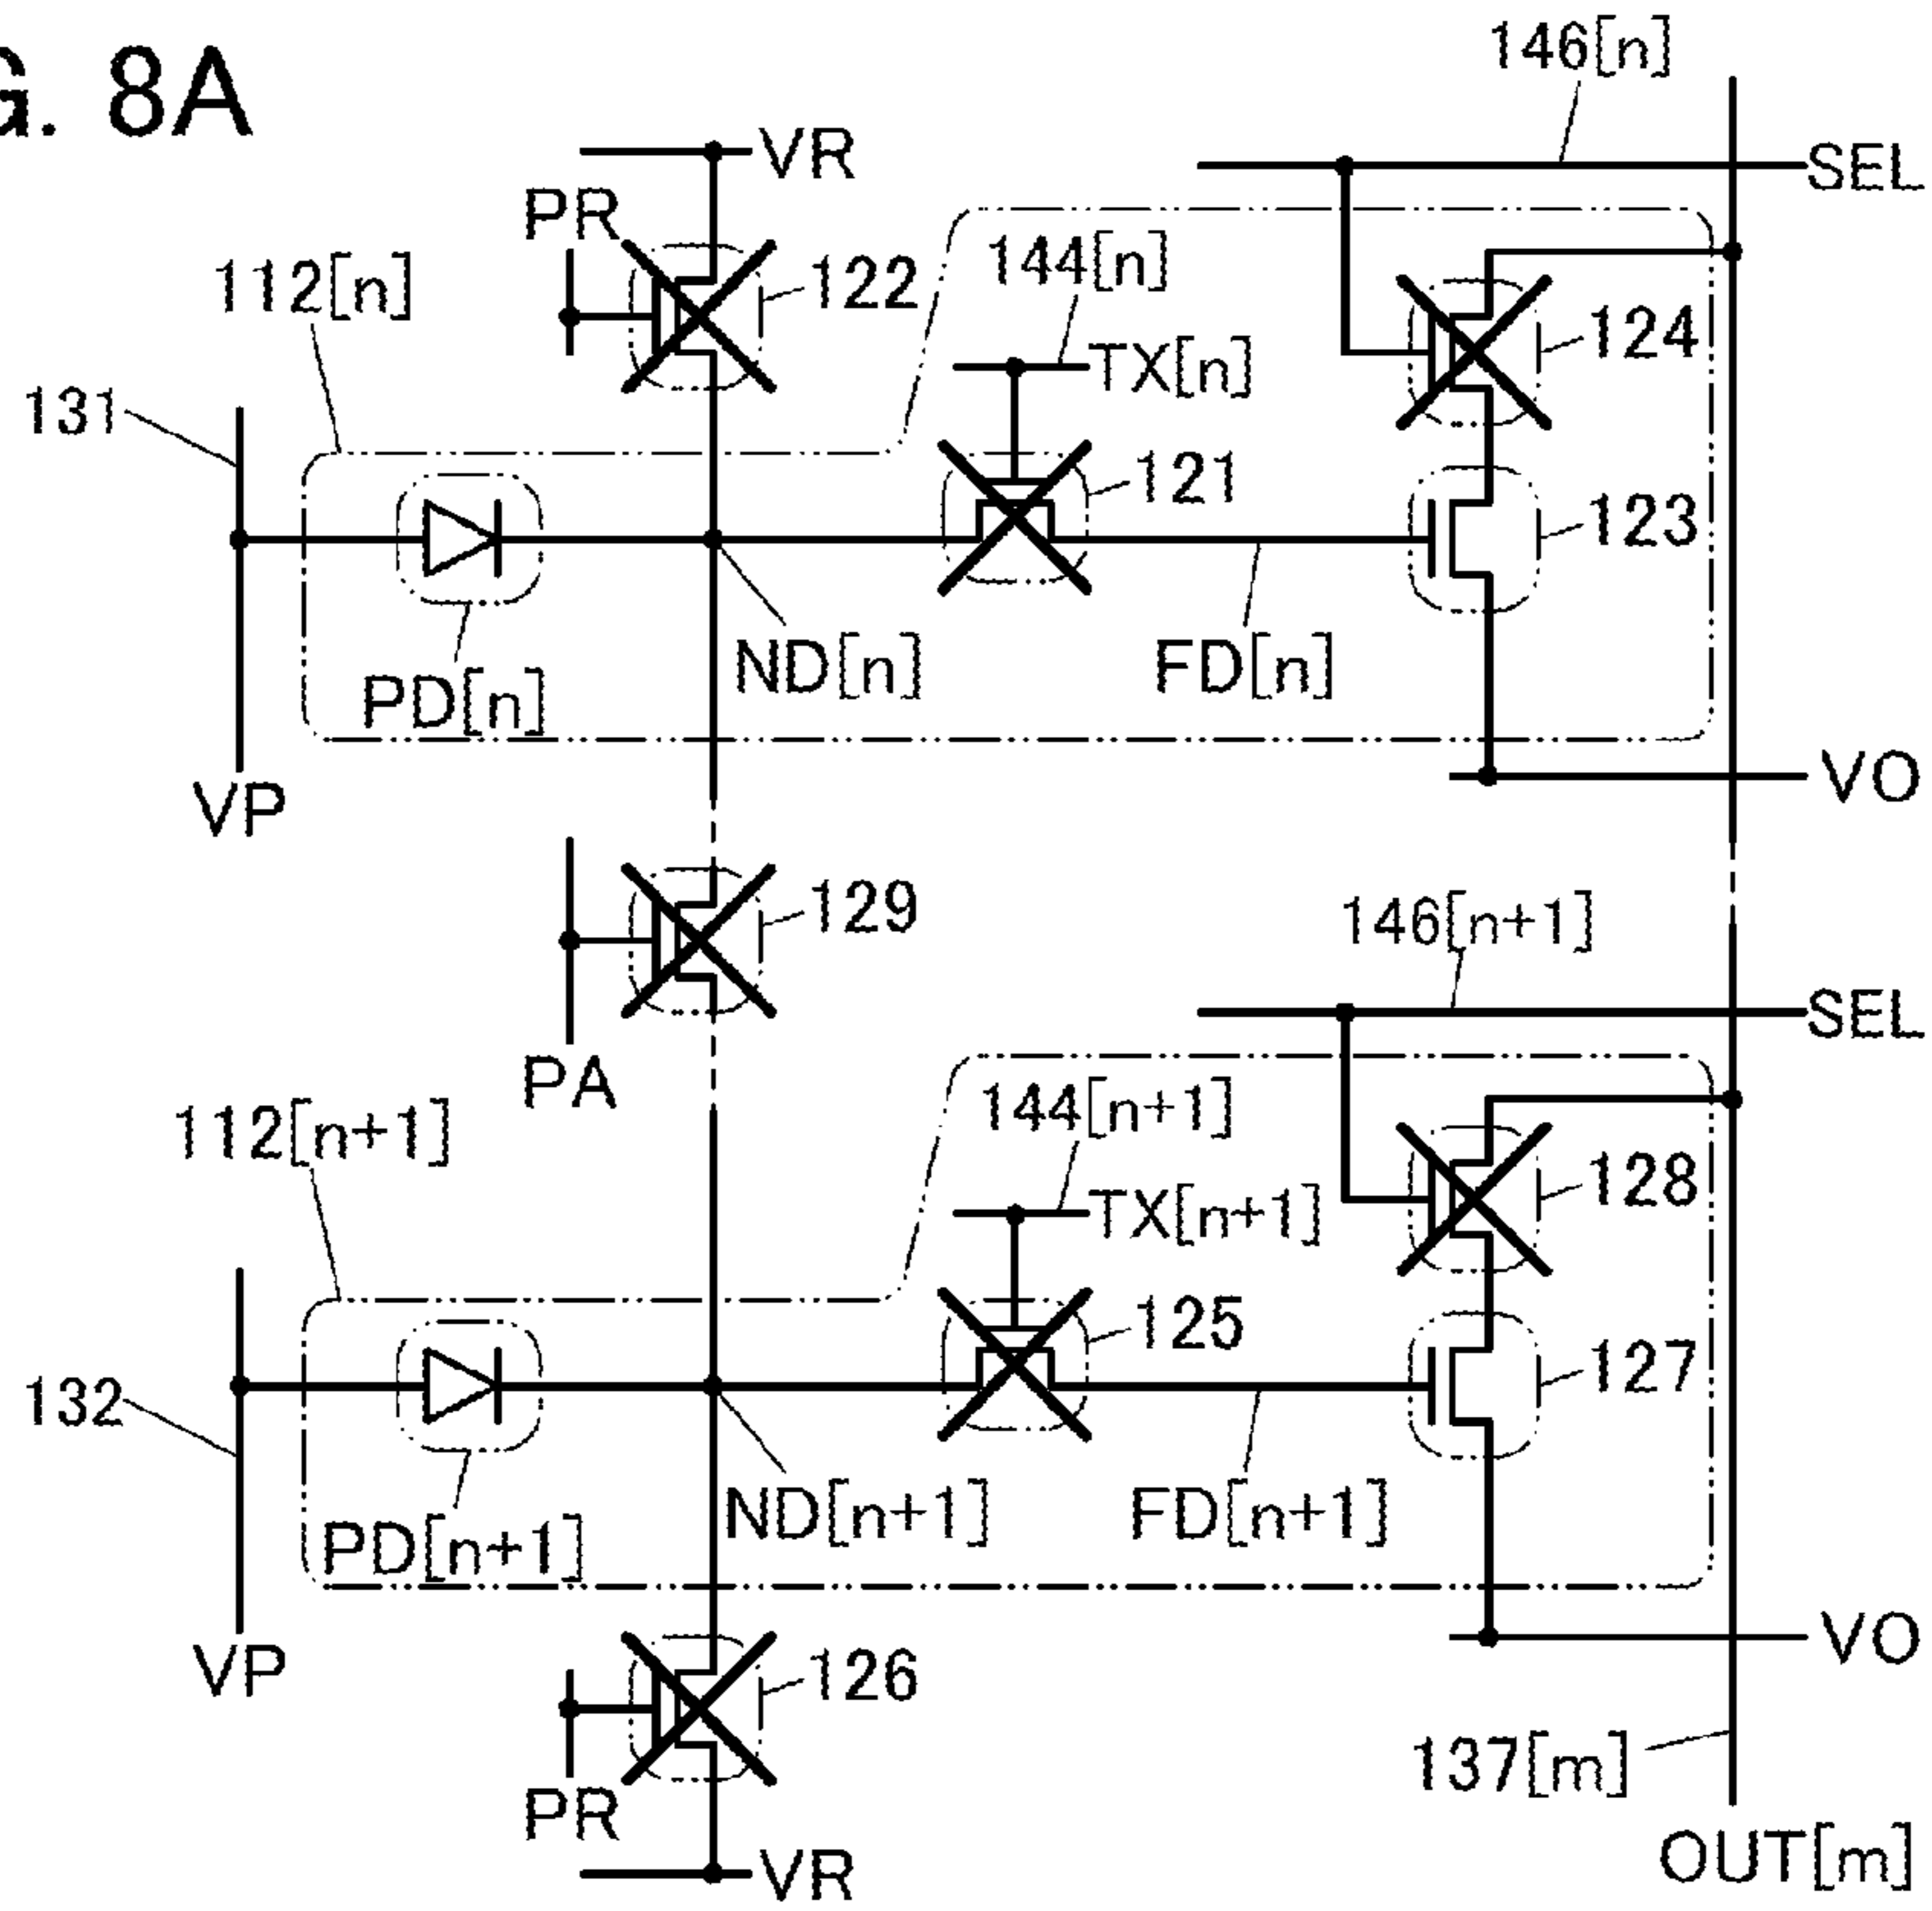 G. 8A
146[n]
VR
SEL
PR
122
144[n]
112[n]
124
TX[n]
131
121
123
ND[n]
FD[n]
PD[n]
VO
VP
129
146[n+1]
SEL
PA
144[n+1]
112[n+1]
128
TX[n+1]
125
127
132
ND[n+1]
FD[n+1]
PD[n+1]
VO
VP
126
137[m]
PR
VR
OUT[m]